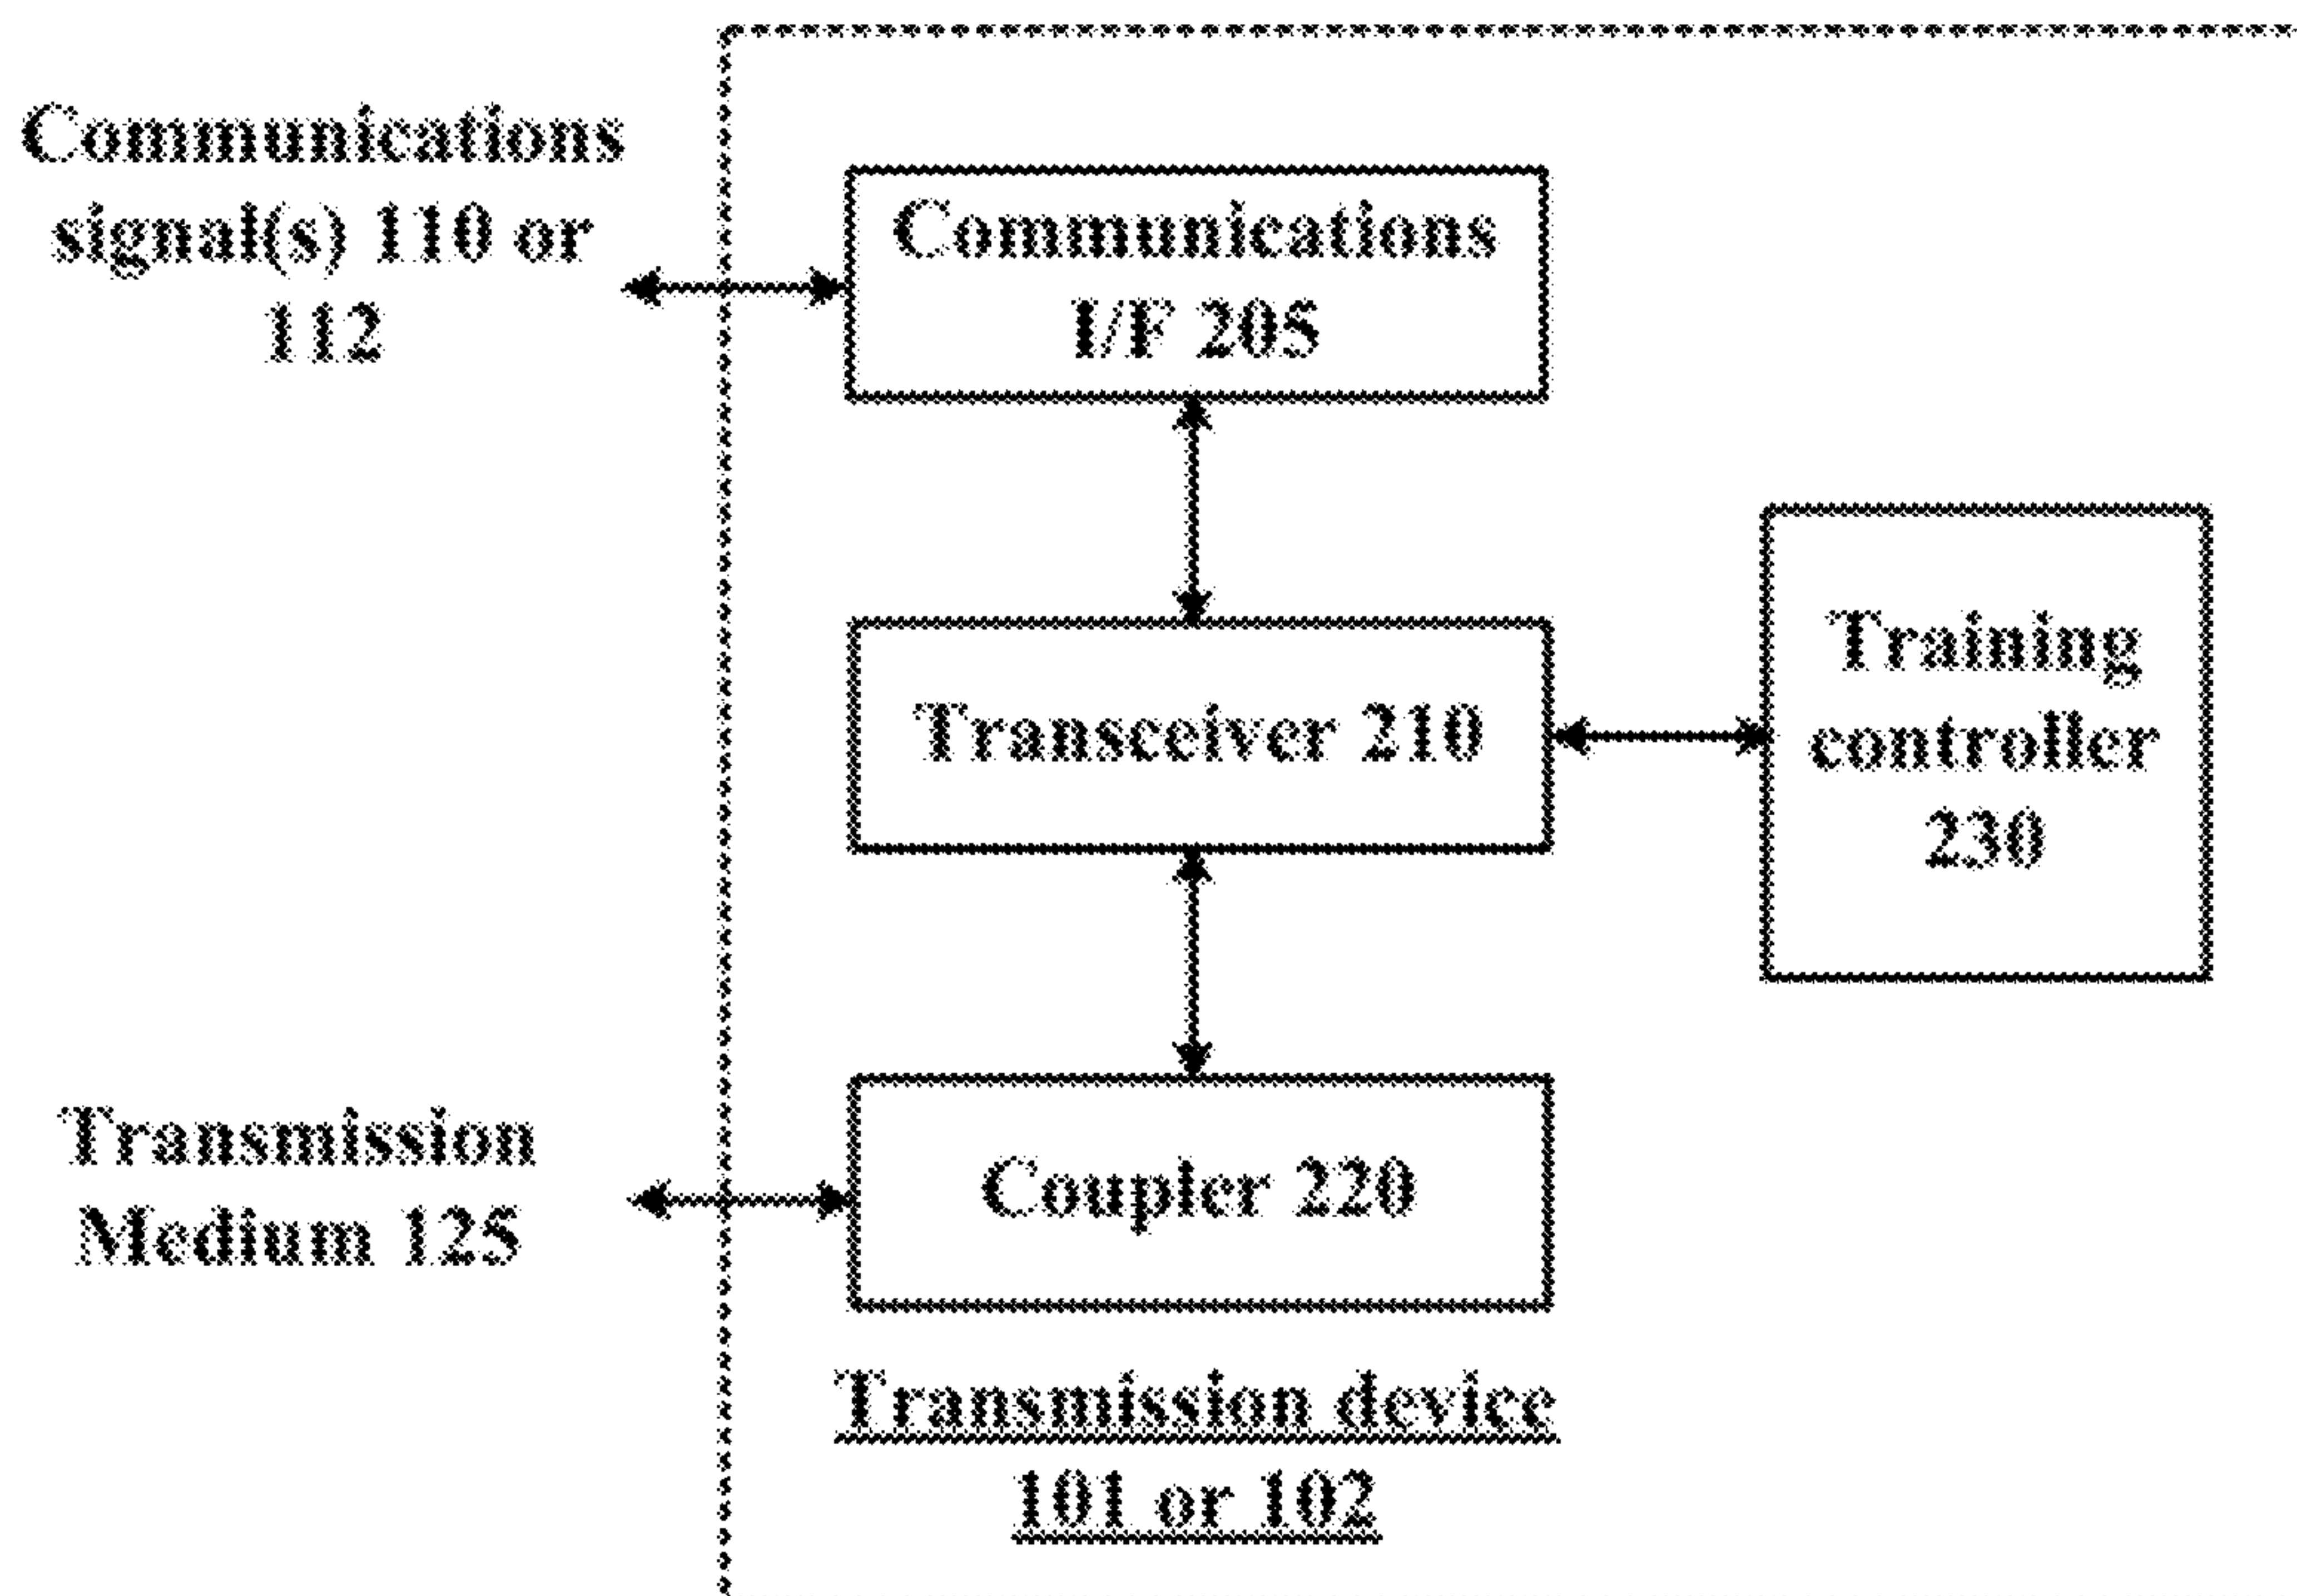 Communications
signal(s) 110 or
112
Communications
I/F 205
Transceiver 210
Training
controller
230
Transmission
Medium 125
Coupler 220
Transmission device
101 or 102